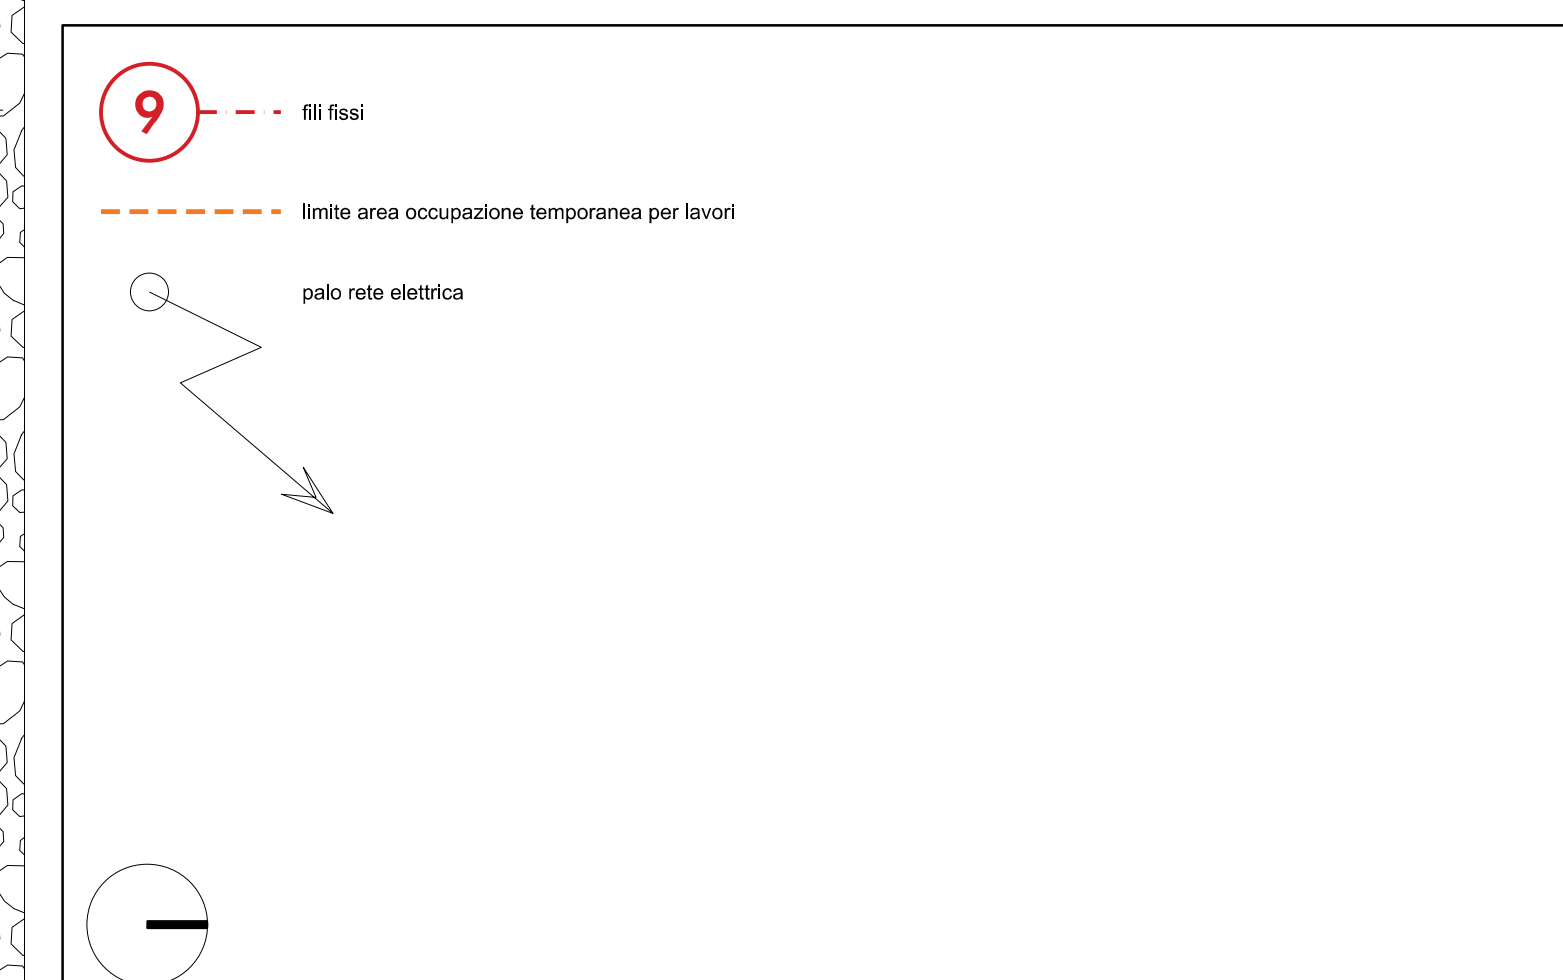 9 fili fissi
limite area occupazione temporanea per lavori
palo rete elettrica